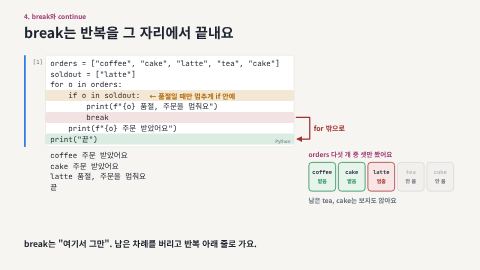 4. break와 continue
break는 반복을 그 자리에서 끝내요
[1]
orders = ["coffee", "cake", "latte", "tea", "cake"]
soldout = ["latte"]
for o in orders:
if o in soldout: ← 품절일 때만 멈추게 if 안에
print(f"{o} 품절, 주문을 멈춰요")
break
print(f"{o} 주문 받았어요")
print("끝")
Python
for 밖으로
coffee 주문 받았어요
cake 주문 받았어요
latte 품절, 주문을 멈춰요
끝
orders 다섯 개 중 셋만 봤어요
coffee cake latte tea cake
받음 받음 멈춤 안 봄 안 봄
남은 tea, cake는 보지도 않아요
break는 "여기서 그만". 남은 차례를 버리고 반복 아래 줄로 가요.